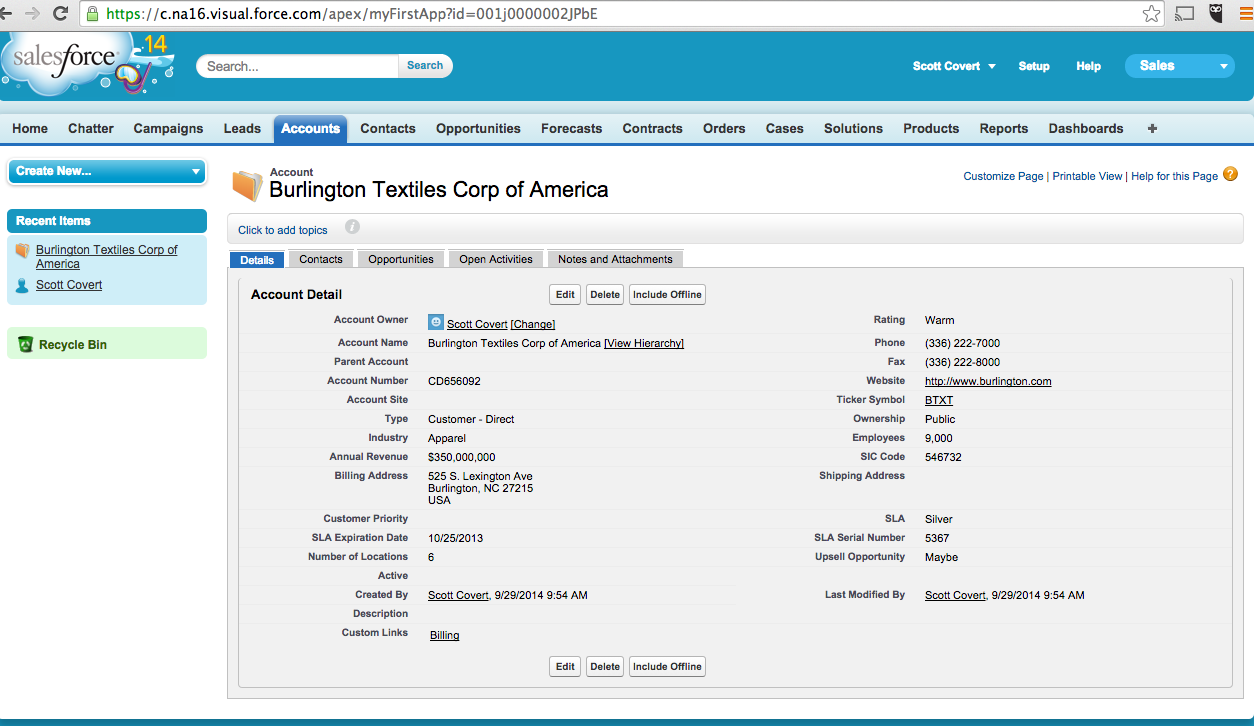 https://c.na16.visual.force.com/apex/myFirstApp?id=001j0000002JPbE
salesforce 14
Search... Search
Scott Covert Setup Help Sales
Home Chatter Campaigns Leads Accounts Contacts Opportunities Forecasts Contracts Orders Cases Solutions Products Reports Dashboards +
Create New...
Recent Items
Burlington Textiles Corp of
America
Scott Covert
Recycle Bin
Account
Burlington Textiles Corp of America
Customize Page | Printable View | Help for this Page ?
Click to add topics i
Details Contacts Opportunities Open Activities Notes and Attachments
Account Detail Edit Delete Include Offline
Account Owner Scott Covert [Change] Rating Warm
Account Name Burlington Textiles Corp of America [View Hierarchy] Phone (336) 222-7000
Parent Account Fax (336) 222-8000
Account Number CD656092 Website http://www.burlington.com
Account Site Ticker Symbol BTXT
Type Customer - Direct Ownership Public
Industry Apparel Employees 9,000
Annual Revenue $350,000,000 SIC Code 546732
Billing Address 525 S. Lexington Ave Shipping Address
Burlington, NC 27215
USA
Customer Priority SLA Silver
SLA Expiration Date 10/25/2013 SLA Serial Number 5367
Number of Locations 6 Upsell Opportunity Maybe
Active
Created By Scott Covert, 9/29/2014 9:54 AM Last Modified By Scott Covert, 9/29/2014 9:54 AM
Description
Custom Links Billing
Edit Delete Include Offline